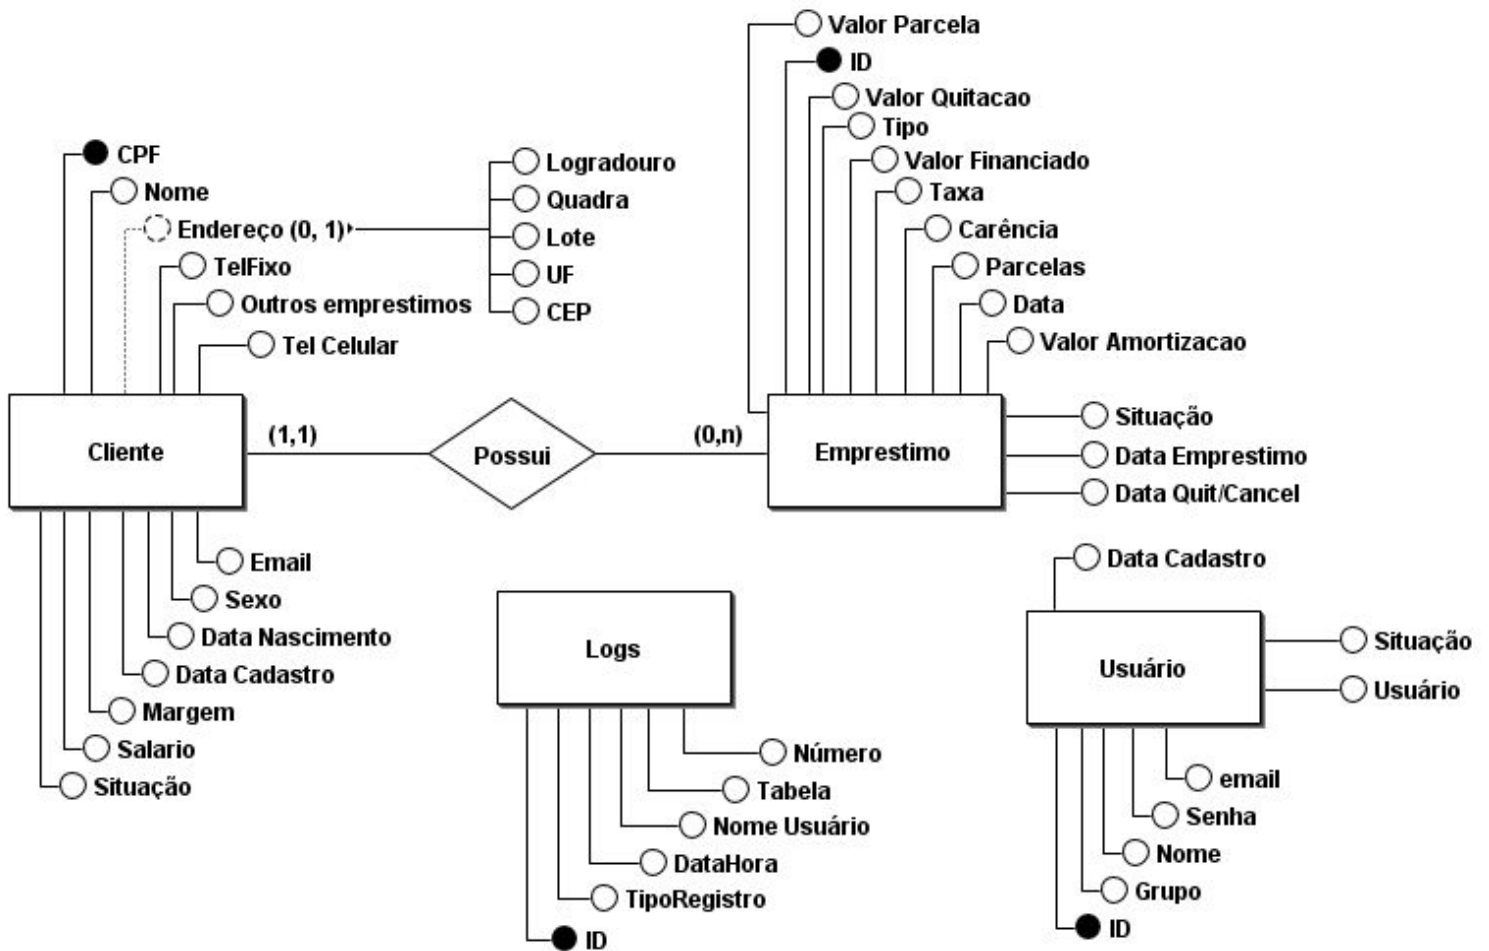 Valor Parcela
ID
Valor Quitacao
Tipo
Valor Financiado
Taxa
Carência
Parcelas
Data
Valor Amortizacao
CPF
Nome
Endereço (0, 1)
TelFixo
Outros emprestimos
Tel Celular
Logradouro
Quadra
Lote
UF
CEP
Cliente
(1,1)
Possui
(0,n)
Emprestimo
Situação
Data Emprestimo
Data Quit/Cancel
Email
Sexo
Data Nascimento
Data Cadastro
Margem
Salario
Situação
Logs
Número
Tabela
Nome Usuário
DataHora
TipoRegistro
ID
Data Cadastro
Usuário
Situação
Usuário
email
Senha
Nome
Grupo
ID